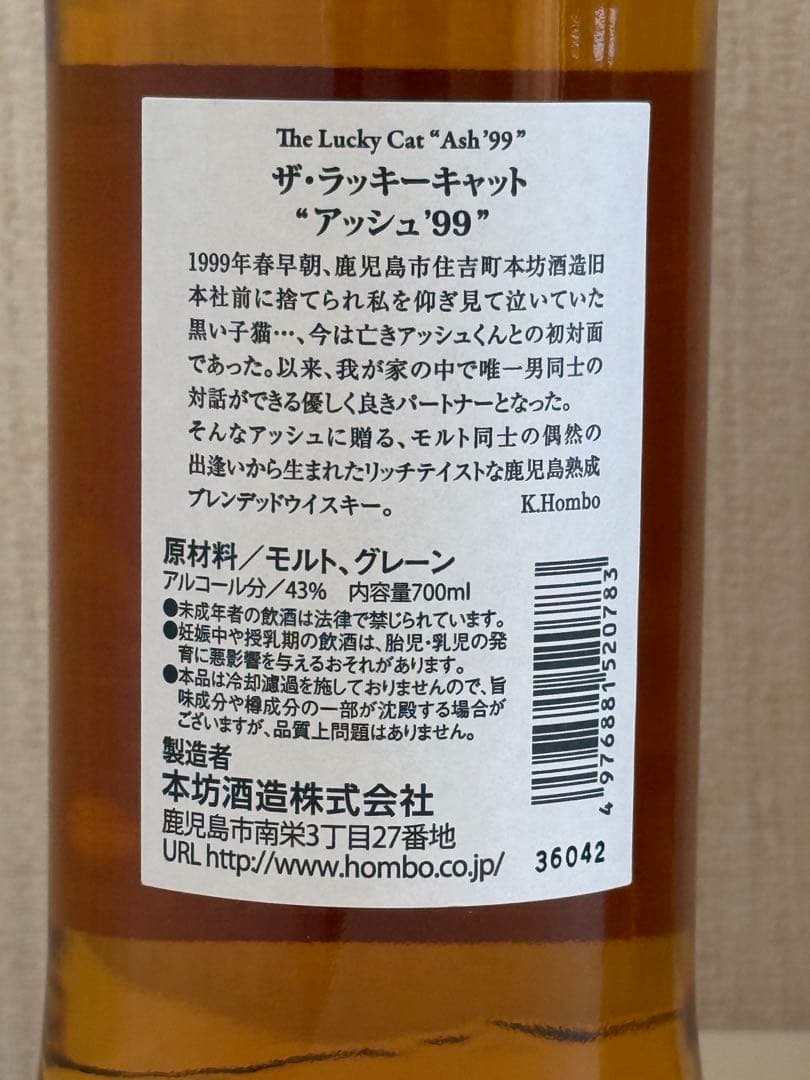 The Lucky Cat “Ash ’99”
ザ・ラッキーキャット
“アッシュ’99”
1999年春早朝、鹿児島市住吉町本坊酒造旧
本社前に捨てられ私を仰ぎ見て泣いていた
黒い子猫…、今は亡きアッシュくんとの初対面
であった。以来、我が家の中で唯一男同士の
対話ができる優しく良きパートナーとなった。
そんなアッシュに贈る、モルト同士の偶然の
出逢いから生まれたリッチテイストな鹿児島熟成
ブレンデッドウイスキー。 K.Hombo
原材料／モルト、グレーン
アルコール分／43% 内容量700ml
●未成年者の飲酒は法律で禁じられています。
●妊娠中や授乳期の飲酒は、胎児・乳児の発
育に悪影響を与えるおそれがあります。
●本品は冷却濾過を施しておりませんので、旨
味成分や樽成分の一部が沈殿する場合が
ございますが、品質上問題はありません。
製造者
本坊酒造株式会社
鹿児島市南栄3丁目27番地
URL http://www.hombo.co.jp/
4 976881 520783
36042